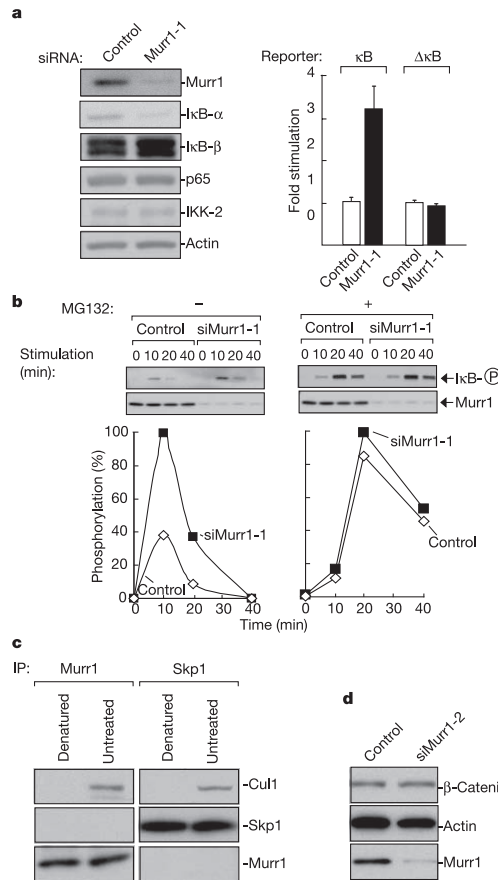 a
siRNA:
Control
Murr1-1
Murr1
IκB-α
IκB-β
p65
IKK-2
Actin
Reporter:
κB
ΔκB
Fold stimulation
4
3
2
1
0
Control
Murr1-1
Control
Murr1-1
b
MG132:
–
+
Control
siMurr1-1
Control
siMurr1-1
Stimulation
(min):
0 10 20 40 0 10 20 40
0 10 20 40 0 10 20 40
IκB-Ⓟ
Murr1
Phosphorylation (%)
100
80
60
40
20
0
siMurr1-1
Control
0 10 20 30 40
siMurr1-1
Control
0 10 20 30 40
Time (min)
c
IP:
Murr1
Skp1
Denatured
Untreated
Denatured
Untreated
Cul1
Skp1
Murr1
d
Control
siMurr1-2
β-Cateni
Actin
Murr1